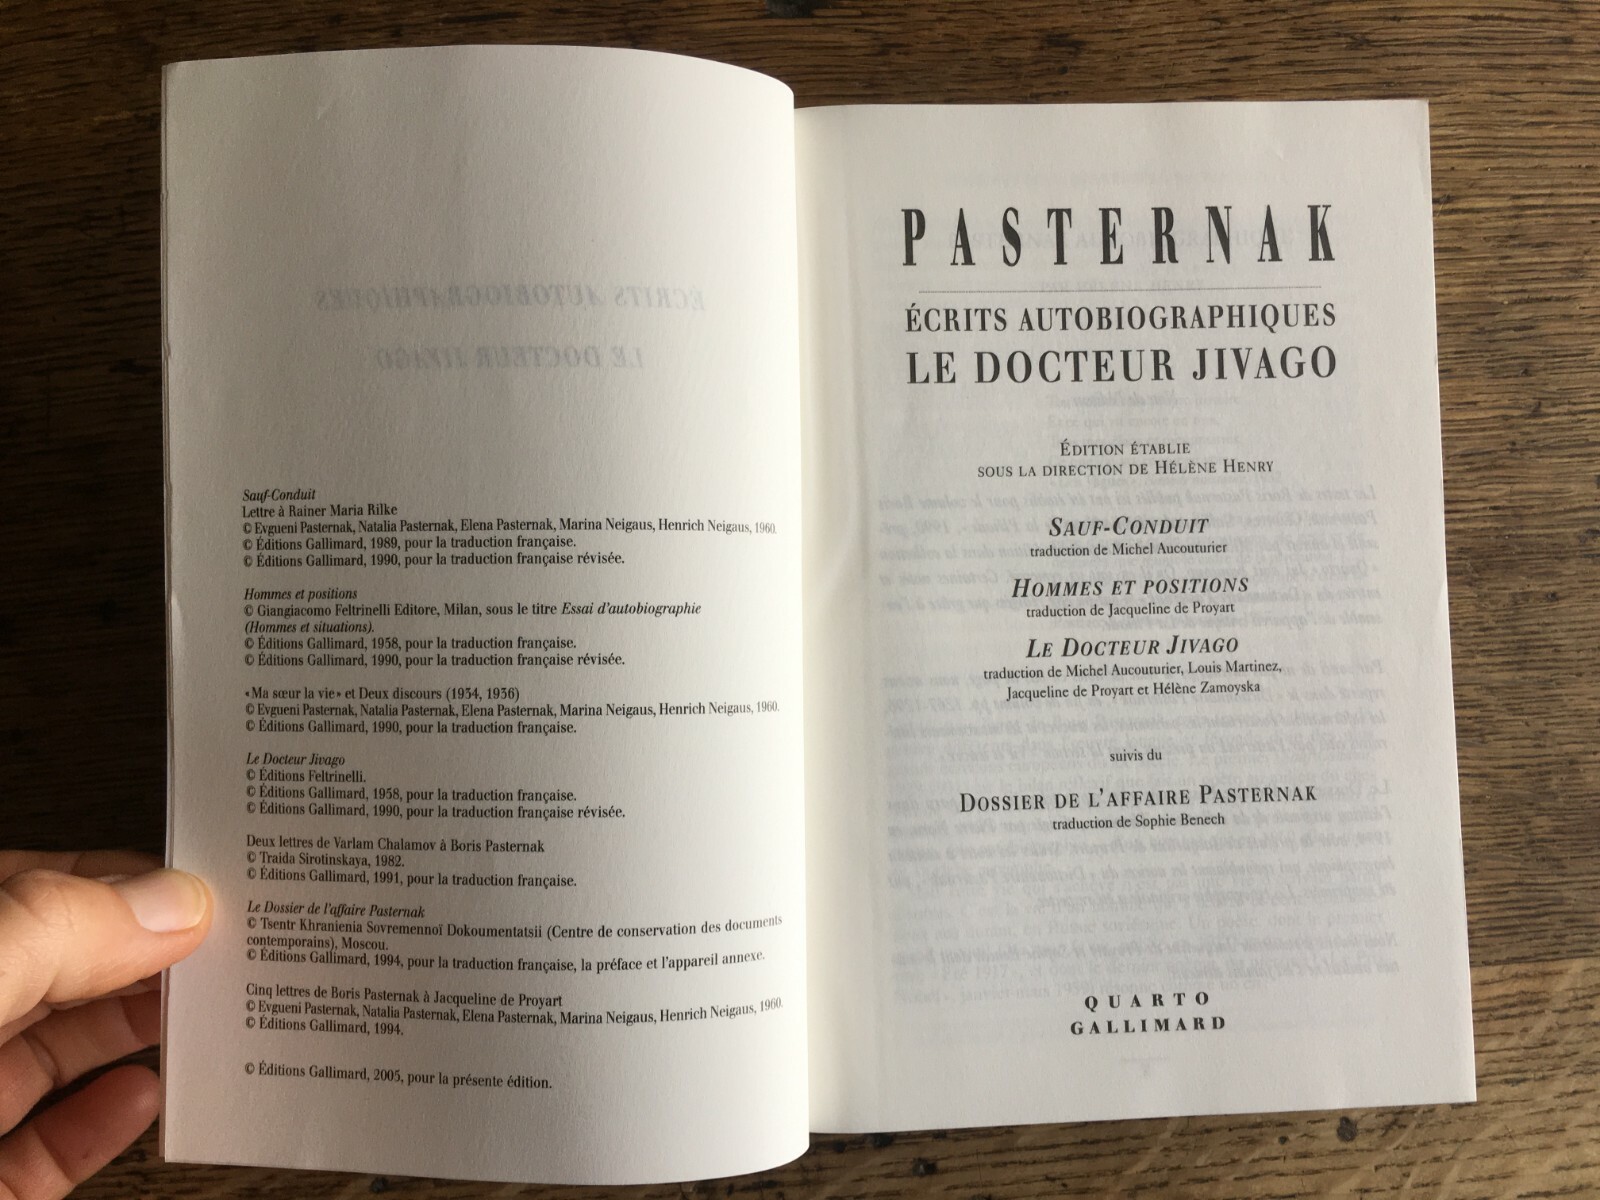 Sauf-Conduit
Lettre à Rainer Maria Rilke
© Evgueni Pasternak, Natalia Pasternak, Elena Pasternak, Marina Neigaus, Henrich Neigaus, 1960.
© Éditions Gallimard, 1989, pour la traduction française.
© Éditions Gallimard, 1990, pour la traduction française révisée.
Hommes et positions
© Giangiacomo Feltrinelli Editore, Milan, sous le titre Essai d'autobiographie
(Hommes et situations).
© Éditions Gallimard, 1958, pour la traduction française.
© Éditions Gallimard, 1990, pour la traduction française révisée.
«Ma sœur la vie» et Deux discours (1934, 1936)
© Evgueni Pasternak, Natalia Pasternak, Elena Pasternak, Marina Neigaus, Henrich Neigaus, 1960.
© Éditions Gallimard, 1990, pour la traduction française.
Le Docteur Jivago
© Éditions Feltrinelli.
© Éditions Gallimard, 1958, pour la traduction française.
© Éditions Gallimard, 1990, pour la traduction française révisée.
Deux lettres de Varlam Chalamov à Boris Pasternak
© Traida Sirotinskaya, 1982.
© Éditions Gallimard, 1991, pour la traduction française.
Le Dossier de l'affaire Pasternak
© Tsentr Khranienia Sovremennoï Dokoumentatsii (Centre de conservation des documents
contemporains), Moscou.
© Éditions Gallimard, 1994, pour la traduction française, la préface et l'appareil annexe.
Cinq lettres de Boris Pasternak à Jacqueline de Proyart
© Evgueni Pasternak, Natalia Pasternak, Elena Pasternak, Marina Neigaus, Henrich Neigaus, 1960.
© Éditions Gallimard, 1994.
© Éditions Gallimard, 2005, pour la présente édition.
PASTERNAK
ÉCRITS AUTOBIOGRAPHIQUES
LE DOCTEUR JIVAGO
ÉDITION ÉTABLIE
SOUS LA DIRECTION DE HÉLÈNE HENRY
SAUF-CONDUIT
traduction de Michel Aucouturier
HOMMES ET POSITIONS
traduction de Jacqueline de Proyart
LE DOCTEUR JIVAGO
traduction de Michel Aucouturier, Louis Martinez,
Jacqueline de Proyart et Hélène Zamoyska
suivis du
DOSSIER DE L'AFFAIRE PASTERNAK
traduction de Sophie Benech
QUARTO
GALLIMARD